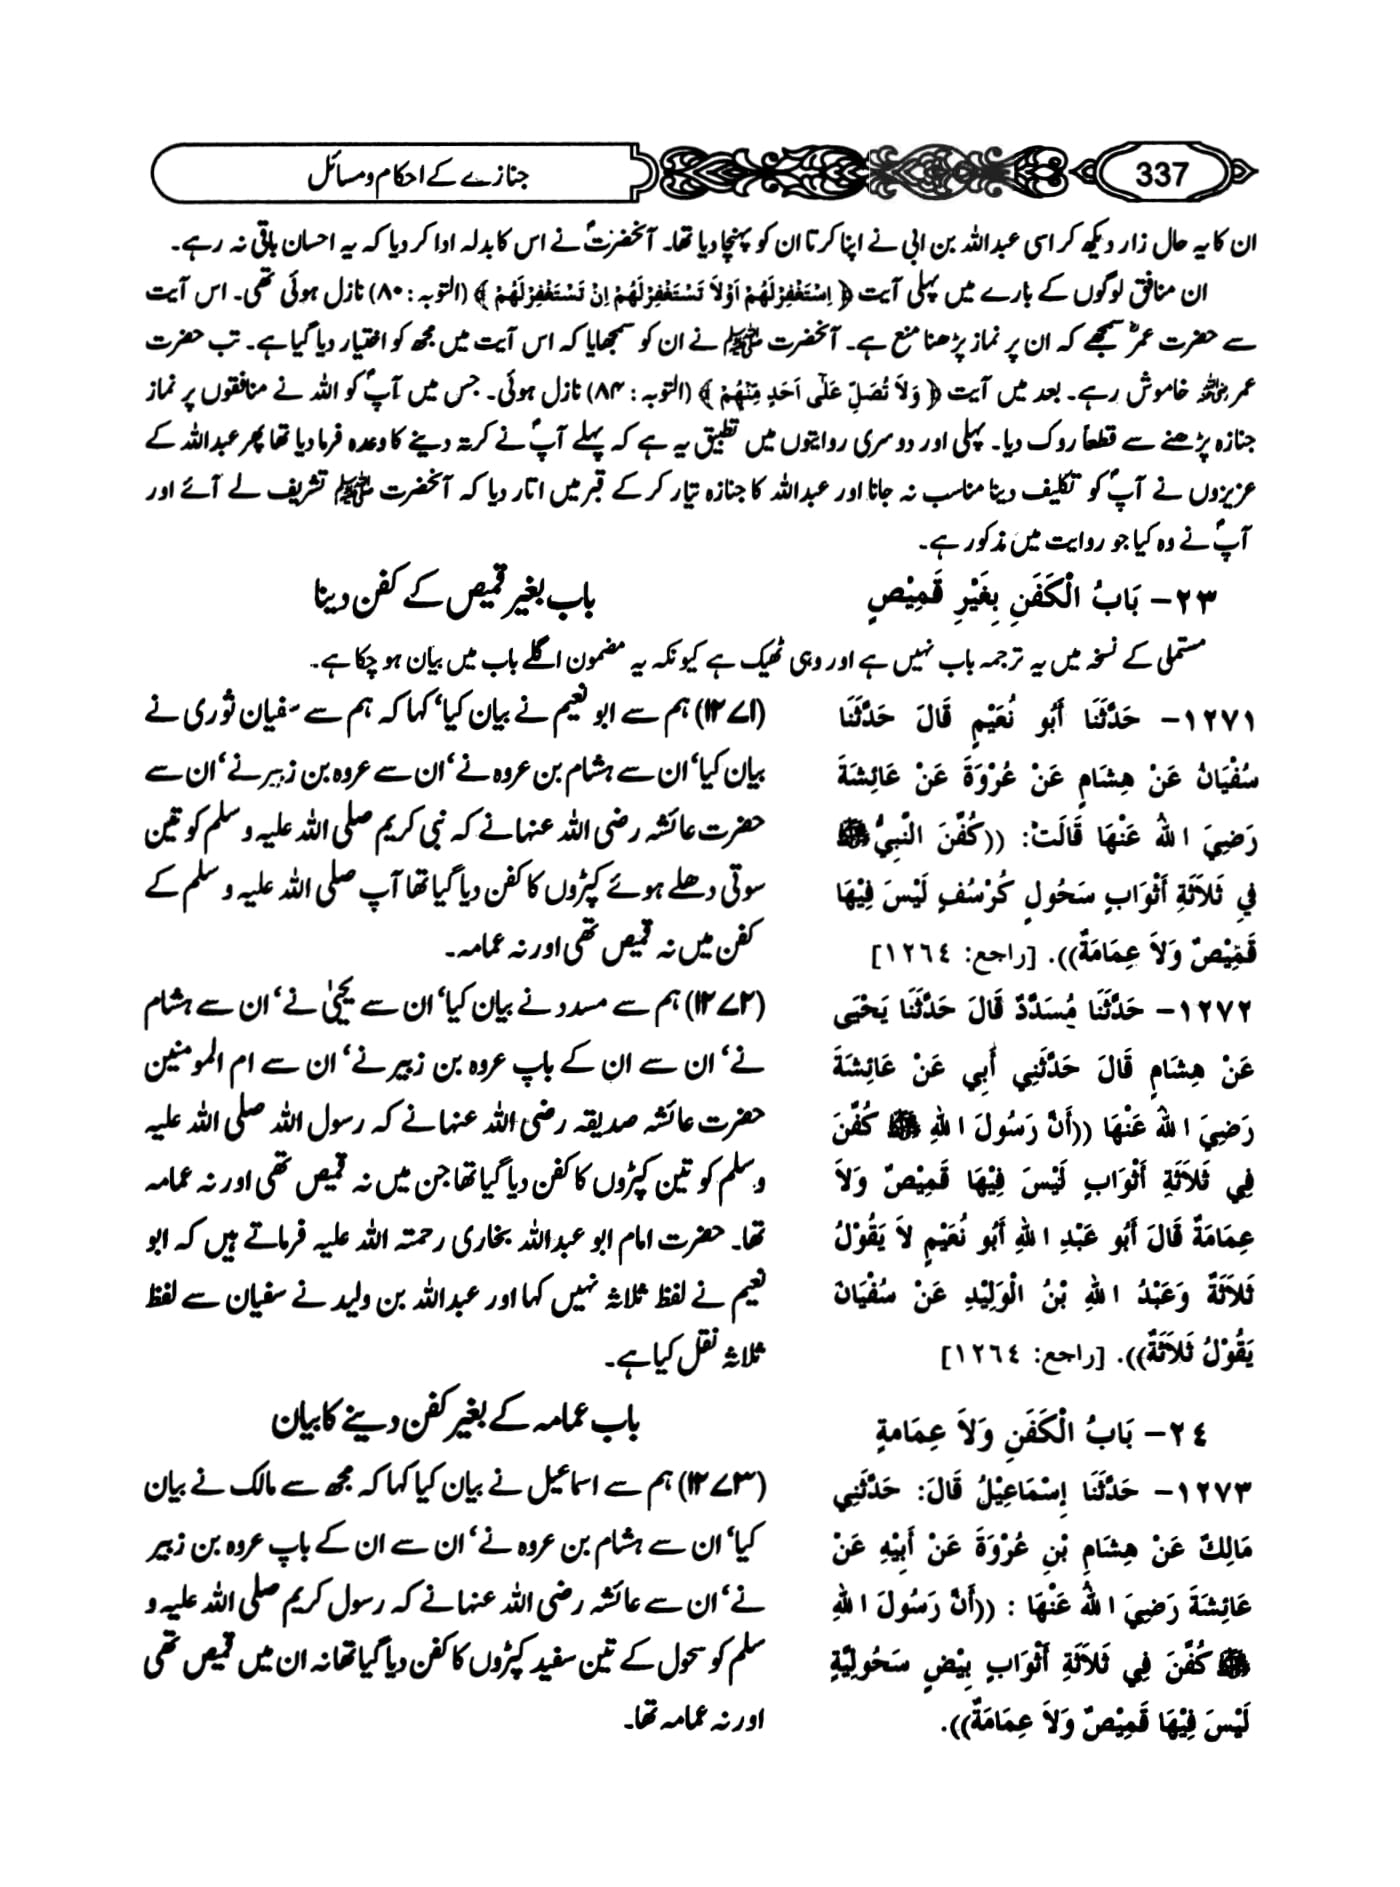 جنازے کے احکام و مسائل
337
ان کا یہ حال زار دیکھ کر اسی عبداللہ بن ابی نے اپنا کرتا ان کو پہنچا دیا تھا۔ آنحضرتؐ نے اس کا بدلہ ادا کر دیا کہ یہ احسان باقی نہ رہے۔
ان منافق لوگوں کے بارے میں پہلی آیت ﴿ اِسْتَغْفِرْلَهُمْ اَوْلَا تَسْتَغْفِرْلَهُمْ اِنْ تَسْتَغْفِرْلَهُمْ ﴾ (التوبہ : ۸۰) نازل ہوئی تھی۔ اس آیت
سے حضرت عمرؓ سمجھے کہ ان پر نماز پڑھنا منع ہے۔ آنحضرت ﷺ نے ان کو سمجھایا کہ اس آیت میں مجھ کو اختیار دیا گیا ہے۔ تب حضرت
عمر رضی اللہ عنہ خاموش رہے۔ بعد میں آیت ﴿ وَلَا تُصَلِّ عَلٰى اَحَدٍ مِنْهُمْ ﴾ (التوبہ : ۸۴) نازل ہوئی۔ جس میں آپؐ کو اللہ نے منافقوں پر نماز
جنازہ پڑھنے سے قطعاً روک دیا۔ پہلی اور دوسری روایتوں میں تطبیق یہ ہے کہ پہلے آپؐ نے کرتہ دینے کا وعدہ فرما دیا تھا پھر عبداللہ کے
عزیزوں نے آپؐ کو تکلیف دینا مناسب نہ جانا اور عبداللہ کا جنازہ تیار کر کے قبر میں اتار دیا کہ آنحضرت ﷺ تشریف لے آئے اور
آپؐ نے وہ کیا جو روایت میں مذکور ہے۔
٢٣- بَابُ الْكَفَنِ بِغَيْرِ قَمِيْصٍ
باب بغیر قمیص کے کفن دینا
مستملی کے نسخہ میں یہ ترجمہ باب نہیں ہے اور وہی ٹھیک ہے کیونکہ یہ مضمون اگلے باب میں بیان ہو چکا ہے۔
١٢٧١- حَدَّثَنَا أَبُو نُعَيْمٍ قَالَ حَدَّثَنَا
سُفْيَانُ عَنْ هِشَامٍ عَنْ عُرْوَةَ عَنْ عَائِشَةَ
رَضِيَ اللهُ عَنْهَا قَالَتْ: ((كُفِّنَ النَّبِيُّ ﷺ
فِي ثَلَاثَةِ أَثْوَابٍ سَحُولٍ كُرْسُفٍ لَيْسَ فِيْهَا
قَمِيْصٌ وَلَا عِمَامَةٌ)). [راجع: ١٢٦٤]
(۱۲۷۱) ہم سے ابو نعیم نے بیان کیا‘ کہا کہ ہم سے سفیان ثوری نے
بیان کیا‘ ان سے ہشام بن عروہ نے‘ ان سے عروہ بن زبیر نے‘ ان سے
حضرت عائشہ رضی اللہ عنہا نے کہ نبی کریم صلی اللہ علیہ وسلم کو تین
سوتی دھلے ہوئے کپڑوں کا کفن دیا گیا تھا آپ صلی اللہ علیہ وسلم کے
کفن میں نہ قمیص تھی اور نہ عمامہ۔
١٢٧٢- حَدَّثَنَا مُسَدَّدٌ قَالَ حَدَّثَنَا يَحْيَى
عَنْ هِشَامٍ قَالَ حَدَّثَنِي أَبِي عَنْ عَائِشَةَ
رَضِيَ اللهُ عَنْهَا ((أَنَّ رَسُولَ اللهِ ﷺ كُفِّنَ
فِي ثَلَاثَةِ أَثْوَابٍ لَيْسَ فِيْهَا قَمِيْصٌ وَلَا
عِمَامَةٌ قَالَ أَبُو عَبْدِ اللهِ أَبُو نُعَيْمٍ لَا يَقُوْلُ
ثَلَاثَةٌ وَعَبْدُ اللهِ بْنُ الْوَلِيْدِ عَنْ سُفْيَانَ
يَقُوْلُ ثَلَاثَةٌ)). [راجع: ١٢٦٤]
(۱۲۷۲) ہم سے مسدد نے بیان کیا‘ ان سے یحییٰ نے‘ ان سے ہشام
نے‘ ان سے ان کے باپ عروہ بن زبیر نے‘ ان سے ام المومنین
حضرت عائشہ صدیقہ رضی اللہ عنہا نے کہ رسول اللہ صلی اللہ علیہ
وسلم کو تین کپڑوں کا کفن دیا گیا تھا جن میں نہ قمیص تھی اور نہ عمامہ
تھا۔ حضرت امام ابو عبداللہ بخاری رحمتہ اللہ علیہ فرماتے ہیں کہ ابو
نعیم نے لفظ ثلاثہ نہیں کہا اور عبداللہ بن ولید نے سفیان سے لفظ
ثلاثہ نقل کیا ہے۔
٢٤- بَابُ الْكَفَنِ وَلَا عِمَامَةٍ
باب عمامہ کے بغیر کفن دینے کا بیان
١٢٧٣- حَدَّثَنَا إِسْمَاعِيْلُ قَالَ: حَدَّثَنِي
مَالِكٌ عَنْ هِشَامِ بْنِ عُرْوَةَ عَنْ أَبِيْهِ عَنْ
عَائِشَةَ رَضِيَ اللهُ عَنْهَا : ((أَنَّ رَسُولَ اللهِ
ﷺ كُفِّنَ فِي ثَلَاثَةِ أَثْوَابٍ بِيْضٍ سَحُولِيَّةٍ
لَيْسَ فِيْهَا قَمِيْصٌ وَلَا عِمَامَةٌ)).
(۱۲۷۳) ہم سے اسماعیل نے بیان کیا کہا کہ مجھ سے مالک نے بیان
کیا‘ ان سے ہشام بن عروہ نے‘ ان سے ان کے باپ عروہ بن زبیر
نے‘ ان سے عائشہ رضی اللہ عنہا نے کہ رسول کریم صلی اللہ علیہ و
سلم کو سحول کے تین سفید کپڑوں کا کفن دیا گیا تھا نہ ان میں قمیص تھی
اور نہ عمامہ تھا۔